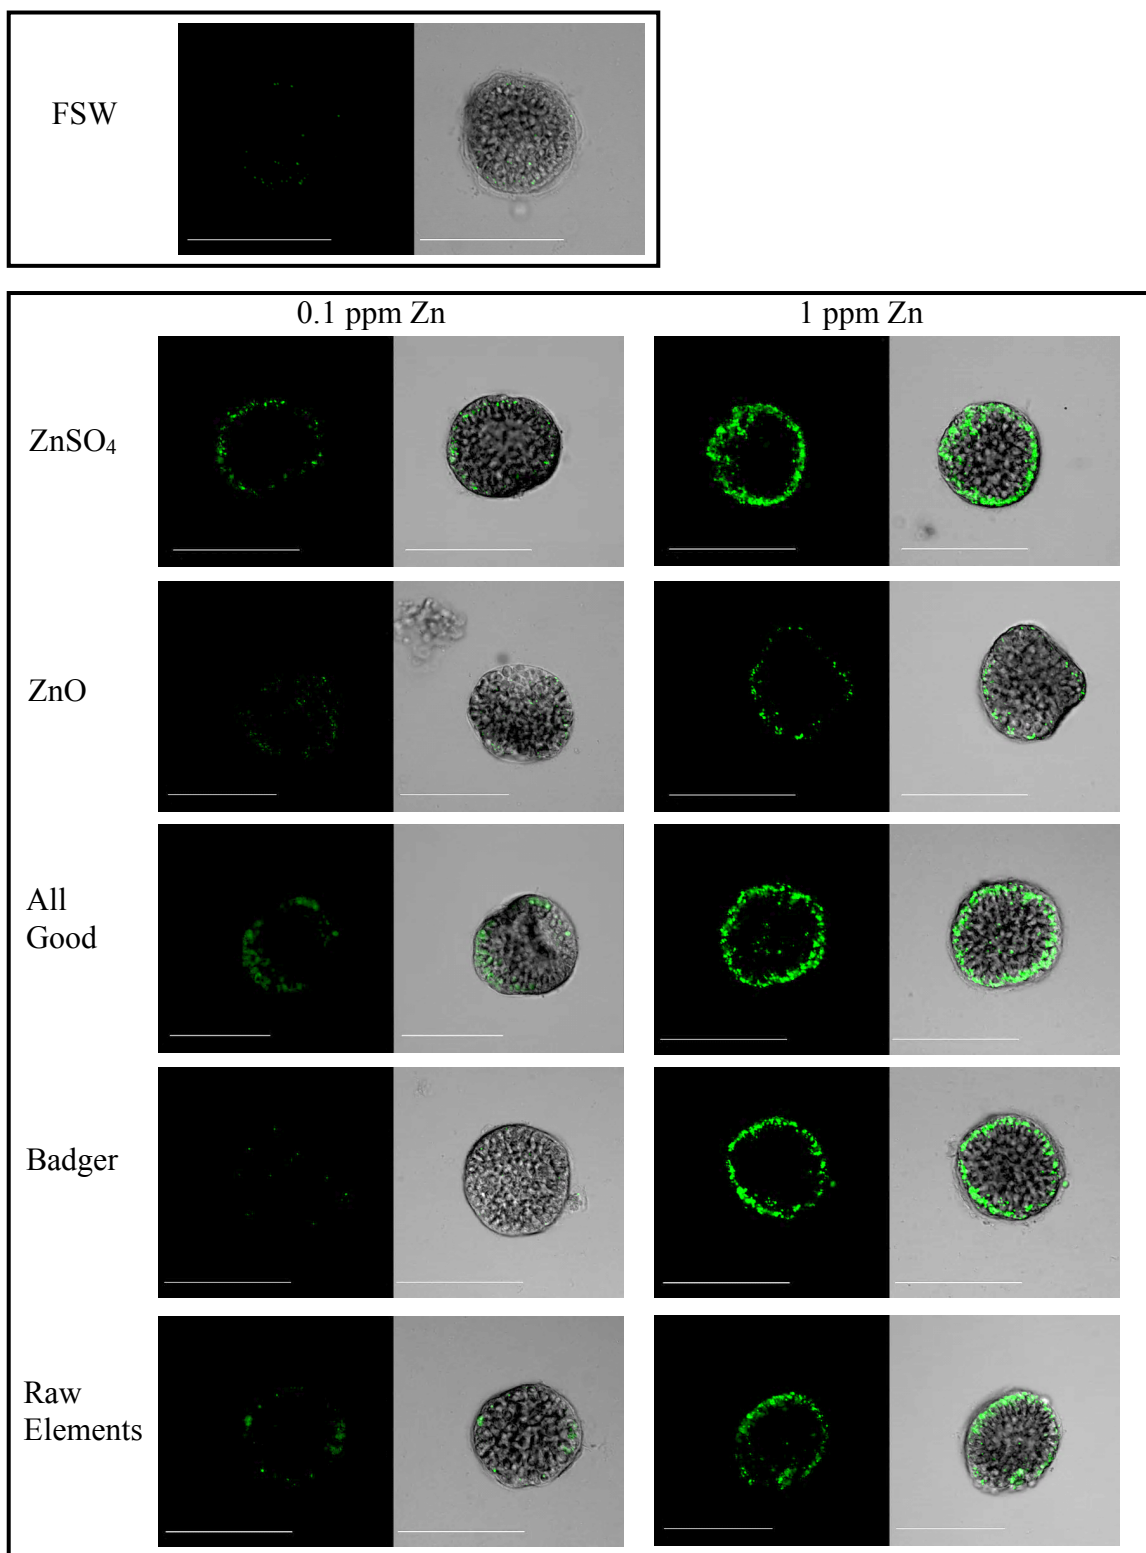 FSW
0.1 ppm Zn
1 ppm Zn
ZnSO₄
ZnO
All
Good
Badger
Raw
Elements